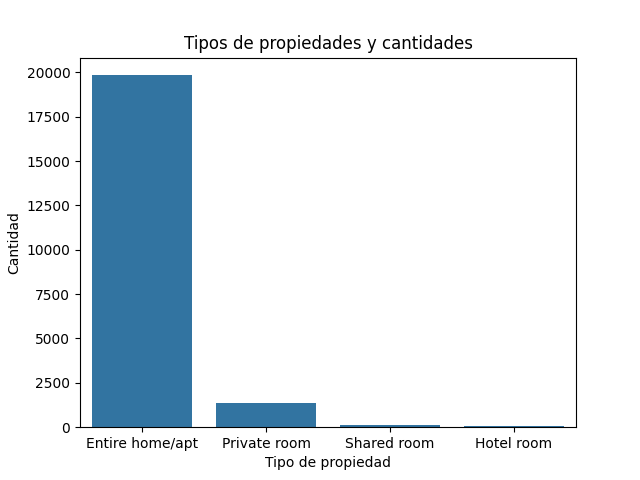 Tipos de propiedades y cantidades
20000
17500
15000
12500
10000
7500
5000
2500
0
Cantidad
Entire home/apt Private room Shared room Hotel room
Tipo de propiedad